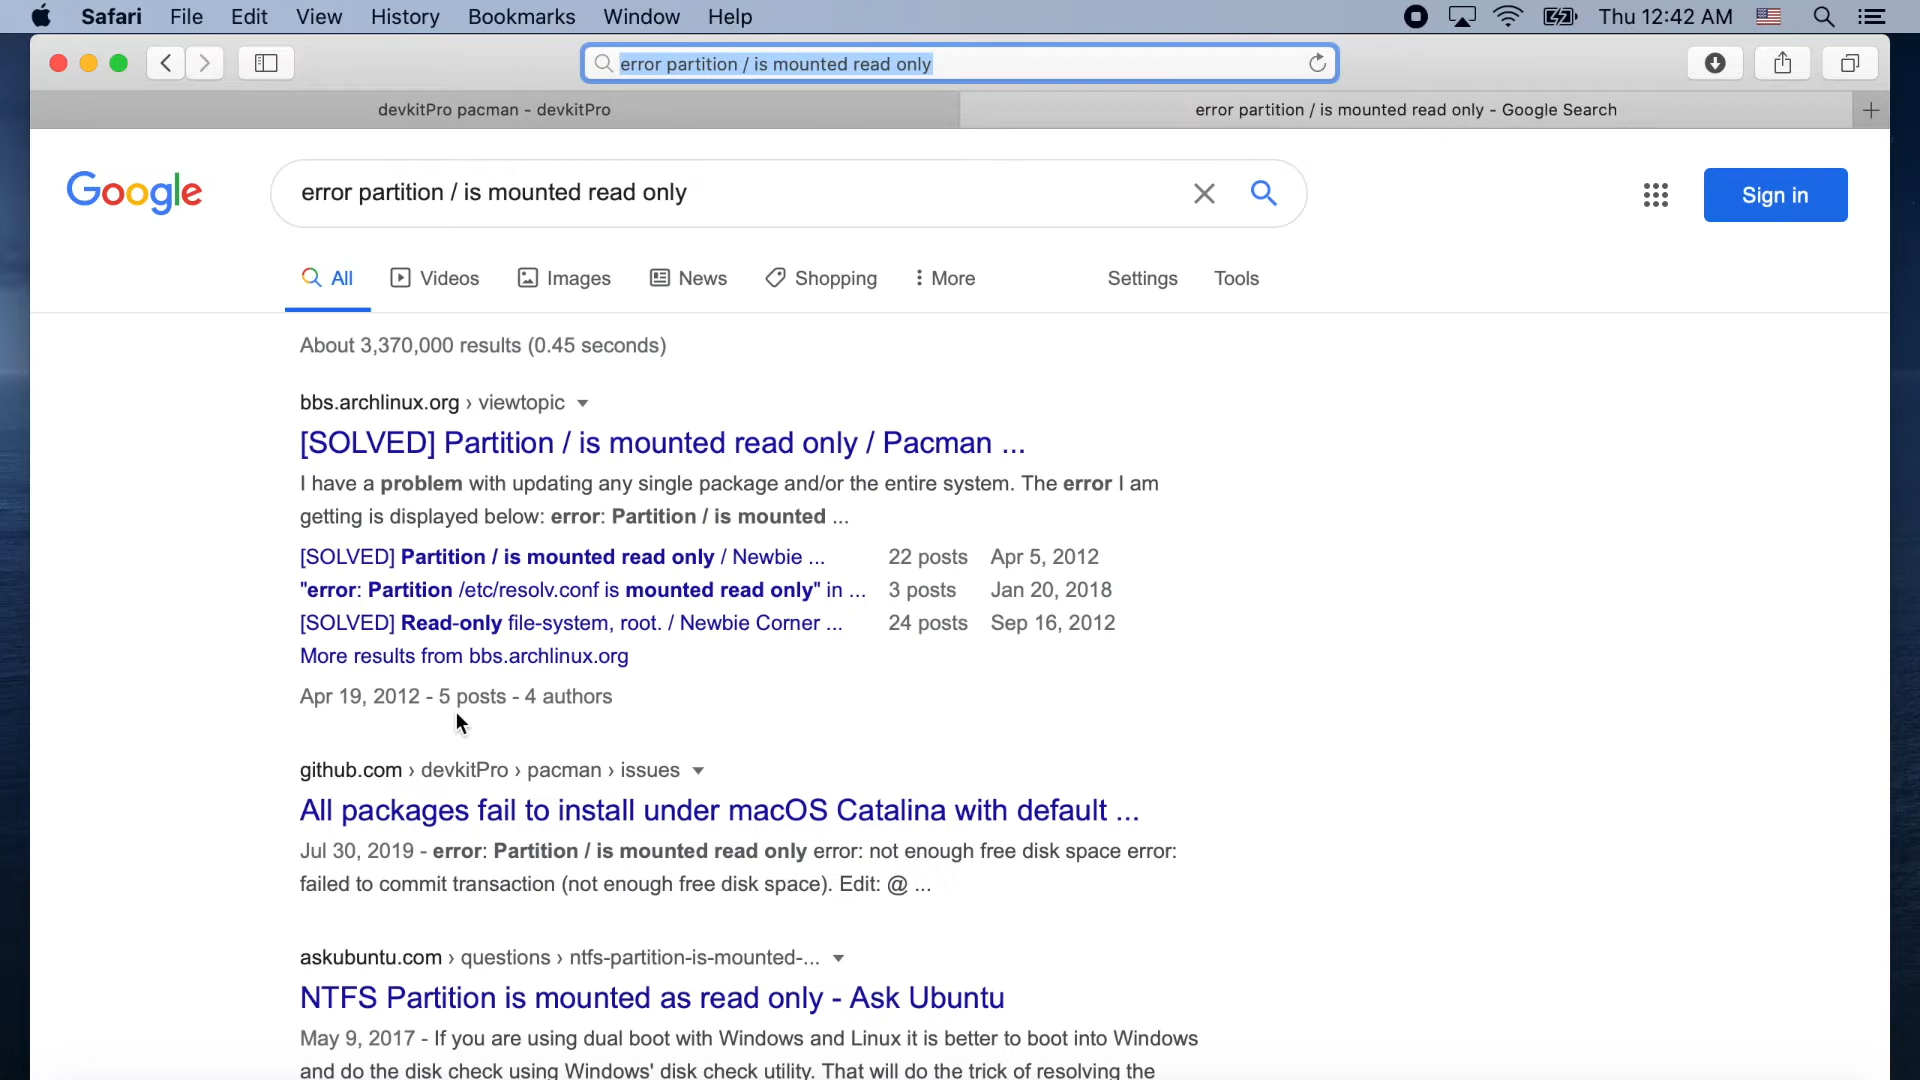 Safari File Edit View History Bookmarks Window Help Thu 12:42 AM
error partition / is mounted read only
devkitPro pacman - devkitPro
error partition / is mounted read only - Google Search
Google
error partition / is mounted read only
Sign in
All Videos Images News Shopping More Settings Tools
About 3,370,000 results (0.45 seconds)
bbs.archlinux.org › viewtopic
[SOLVED] Partition / is mounted read only / Pacman ...
I have a problem with updating any single package and/or the entire system. The error I am
getting is displayed below: error: Partition / is mounted ...
[SOLVED] Partition / is mounted read only / Newbie ... 22 posts Apr 5, 2012
"error: Partition /etc/resolv.conf is mounted read only" in ... 3 posts Jan 20, 2018
[SOLVED] Read-only file-system, root. / Newbie Corner ... 24 posts Sep 16, 2012
More results from bbs.archlinux.org
Apr 19, 2012 - 5 posts - 4 authors
github.com › devkitPro › pacman › issues
All packages fail to install under macOS Catalina with default ...
Jul 30, 2019 - error: Partition / is mounted read only error: not enough free disk space error:
failed to commit transaction (not enough free disk space). Edit: @ ...
askubuntu.com › questions › ntfs-partition-is-mounted-...
NTFS Partition is mounted as read only - Ask Ubuntu
May 9, 2017 - If you are using dual boot with Windows and Linux it is better to boot into Windows
and do the disk check using Windows' disk check utility. That will do the trick of resolving the